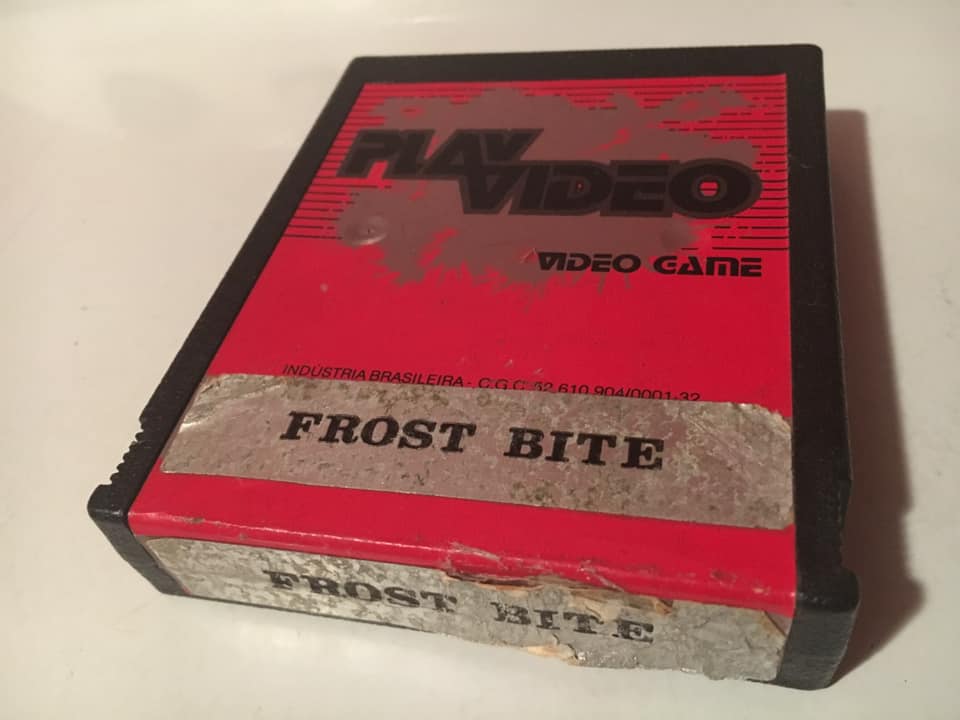 PLAY
VIDEO
VIDEO GAME
INDÚSTRIA BRASILEIRA - C.G.C. 52.610.904/0001-32
FROST BITE
FROST BITE